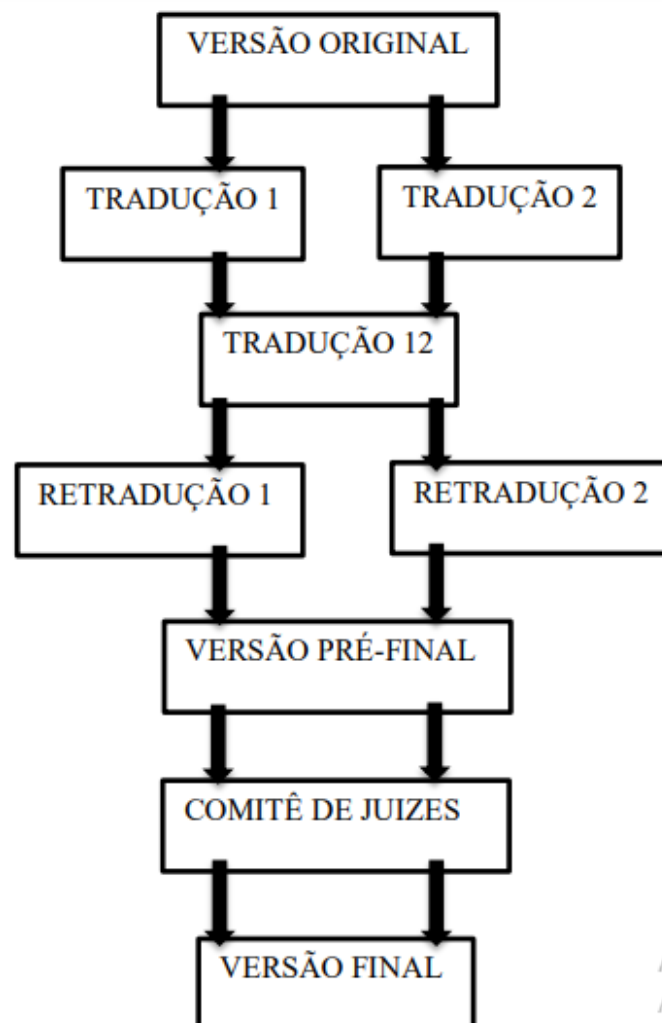 VERSÃO ORIGINAL
TRADUÇÃO 1
TRADUÇÃO 2
TRADUÇÃO 12
RETRADUÇÃO 1
RETRADUÇÃO 2
VERSÃO PRÉ-FINAL
COMITÊ DE JUIZES
VERSÃO FINAL